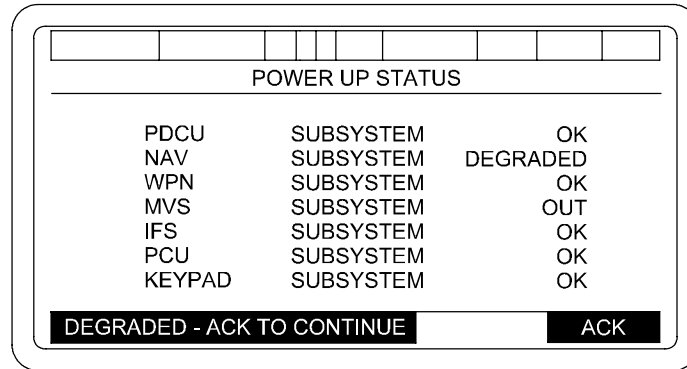 POWER UP STATUS
PDCU SUBSYSTEM OK
NAV SUBSYSTEM DEGRADED
WPN SUBSYSTEM OK
MVS SUBSYSTEM OUT
IFS SUBSYSTEM OK
PCU SUBSYSTEM OK
KEYPAD SUBSYSTEM OK
DEGRADED - ACK TO CONTINUE ACK